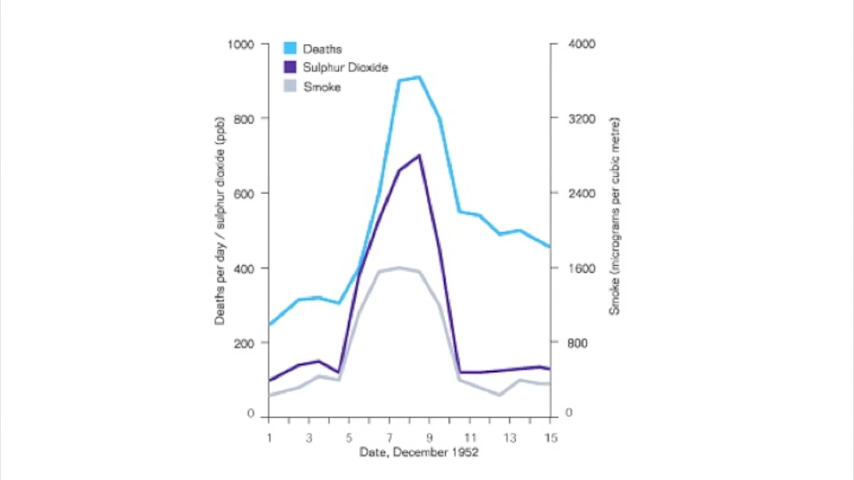 Deaths
Sulphur Dioxide
Smoke
1000
800
600
400
200
0
Deaths per day / sulphur dioxide (ppb)
4000
3200
2400
1600
800
0
Smoke (micrograms per cubic metre)
1 3 5 7 9 11 13 15
Date, December 1952